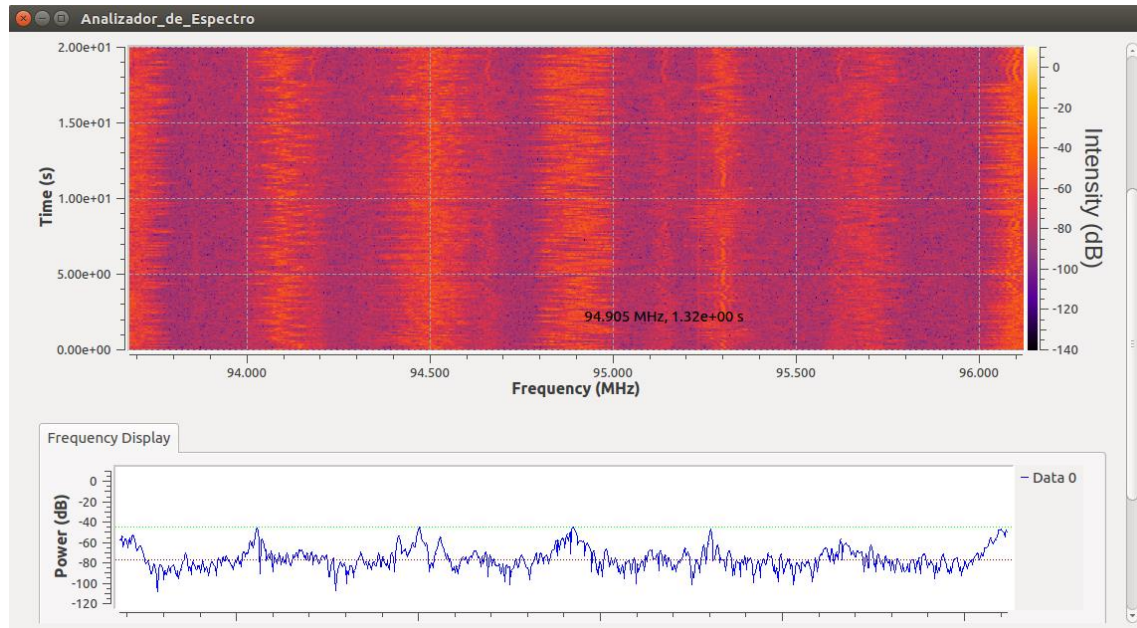 Analizador_de_Espectro
2.00e+01
1.50e+01
1.00e+01
5.00e+00
0.00e+00
Time (s)
94.905 MHz, 1.32e+00 s
94.000
94.500
95.000
95.500
96.000
Frequency (MHz)
0
-20
-40
-60
-80
-100
-120
-140
Intensity (dB)
Frequency Display
0
-20
-40
-60
-80
-100
-120
Power (dB)
Data 0